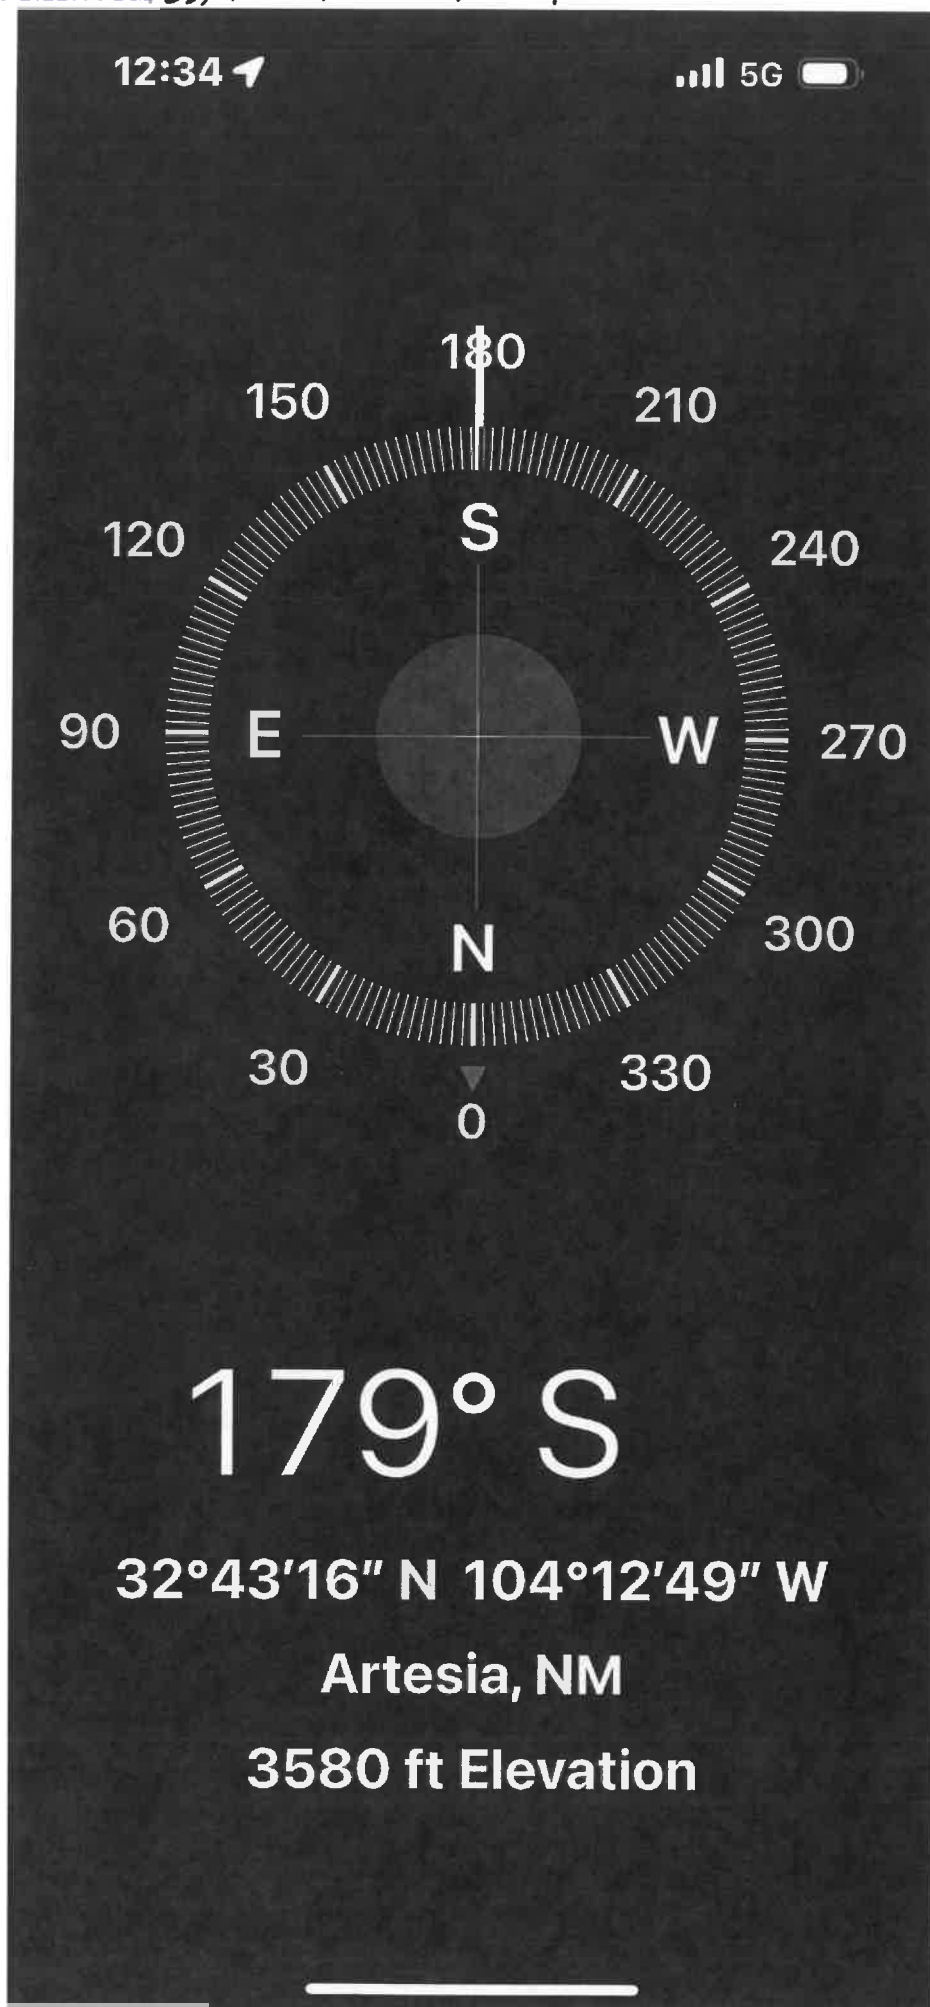 12:34 5G
180
150 210
S
120 240
90 E W 270
60 300
N
30 330
0
179° S
32°43′16″ N 104°12′49″ W
Artesia, NM
3580 ft Elevation